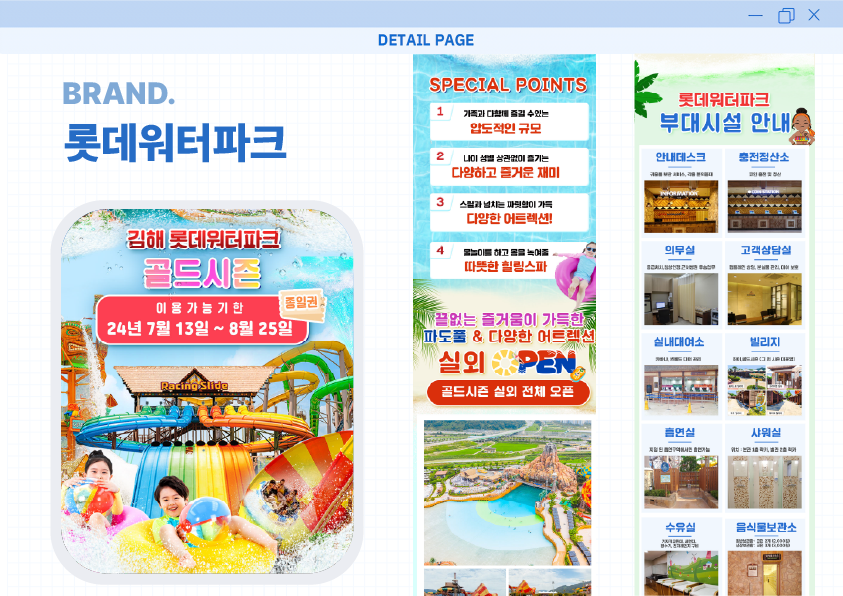 DETAIL PAGE
BRAND.
롯데워터파크
김해 롯데워터파크
골드시즌
이용가능기한
종일권
24년 7월 13일 ~ 8월 25일
Racing Slide
SPECIAL POINTS
1
가족과 다함께 즐길 수있는
압도적인 규모
2
나이 성별 상관없이 즐기는
다양하고 즐거운 재미
3
스릴과 넘치는 짜릿함이 가득
다양한 어트렉션!
4
물놀이를 하고 몸을 녹여줄
따뜻한 힐링스파
끝없는 즐거움이 가득한
파도풀 & 다양한 어트렉션
실외 OPEN
골드시즌 실외 전체 오픈
롯데워터파크
부대시설 안내
안내데스크
충전정산소
INFORMATION
의무실
고객상담실
실내대여소
빌리지
흡연실
샤워실
수유실
음식물보관소